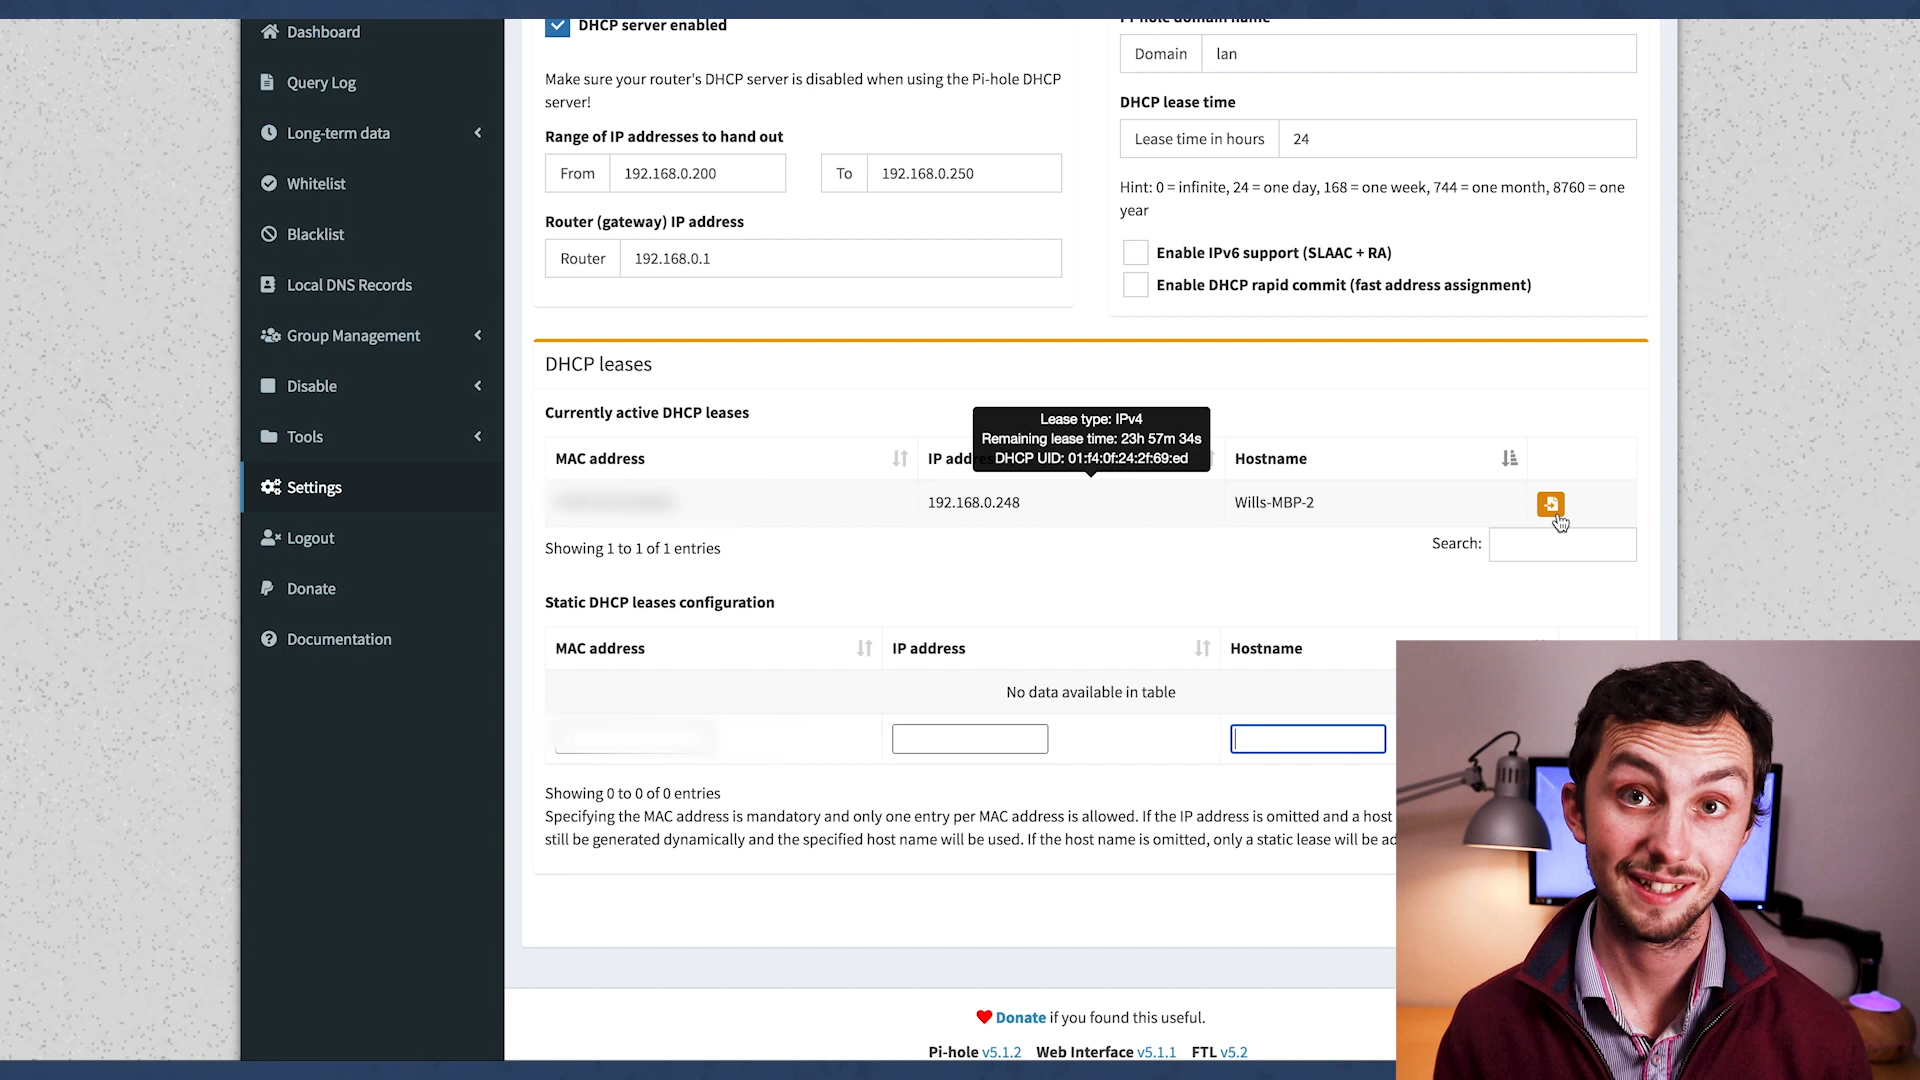 Dashboard
Query Log
Long-term data
Whitelist
Blacklist
Local DNS Records
Group Management
Disable
Tools
Settings
Logout
Donate
Documentation
DHCP server enabled
Make sure your router's DHCP server is disabled when using the Pi-hole DHCP
server!
Range of IP addresses to hand out
From 192.168.0.200 To 192.168.0.250
Router (gateway) IP address
Router 192.168.0.1
Pi-hole domain name
Domain lan
DHCP lease time
Lease time in hours 24
Hint: 0 = infinite, 24 = one day, 168 = one week, 744 = one month, 8760 = one
year
Enable IPv6 support (SLAAC + RA)
Enable DHCP rapid commit (fast address assignment)
DHCP leases
Currently active DHCP leases
Lease type: IPv4
Remaining lease time: 23h 57m 34s
DHCP UID: 01:f4:0f:24:2f:69:ed
MAC address IP addre Hostname
192.168.0.248 Wills-MBP-2
Showing 1 to 1 of 1 entries
Search:
Static DHCP leases configuration
MAC address IP address Hostname
No data available in table
Showing 0 to 0 of 0 entries
Specifying the MAC address is mandatory and only one entry per MAC address is allowed. If the IP address is omitted and a host
still be generated dynamically and the specified host name will be used. If the host name is omitted, only a static lease will be ad
Donate if you found this useful.
Pi-hole v5.1.2 Web Interface v5.1.1 FTL v5.2